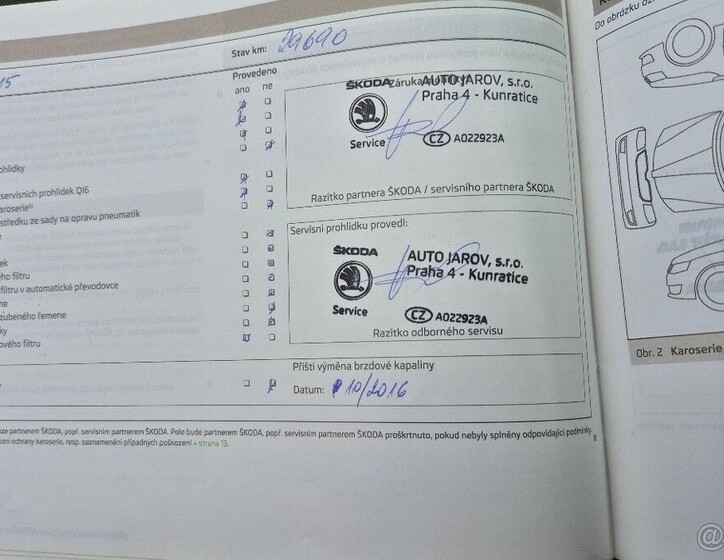 Do obrázku
15
Stav km: 29690
Provedeno
ano ne
ŠKODA
AUTO JAROV, s.r.o.
Praha 4 - Kunratice
Service
CZ A022923A
Razítko partnera ŠKODA / servisního partnera ŠKODA
ohlídky
servisních prohlídek QI6
karoserie
středku ze sady na opravu pneumatik
Servisní prohlídku provedl:
ŠKODA
AUTO JAROV, s.r.o.
Praha 4 - Kunratice
Service
CZ A022923A
Razítko odborného servisu
ek
ého filtru
filtru v automatické převodovce
ne
zubeného řemene
ky
ového filtru
Příští výměna brzdové kapaliny
Datum: 10/2016
Obr. 2 Karoserie
ze partnerem ŠKODA, popř. servisním partnerem ŠKODA. Pole bude partnerem ŠKODA, popř. servisním partnerem ŠKODA proškrtnuto, pokud nebyly splněny odpovídající podmínky
ozní ochrany karoserie, resp. zaznamenání případných poškození » strana 13.